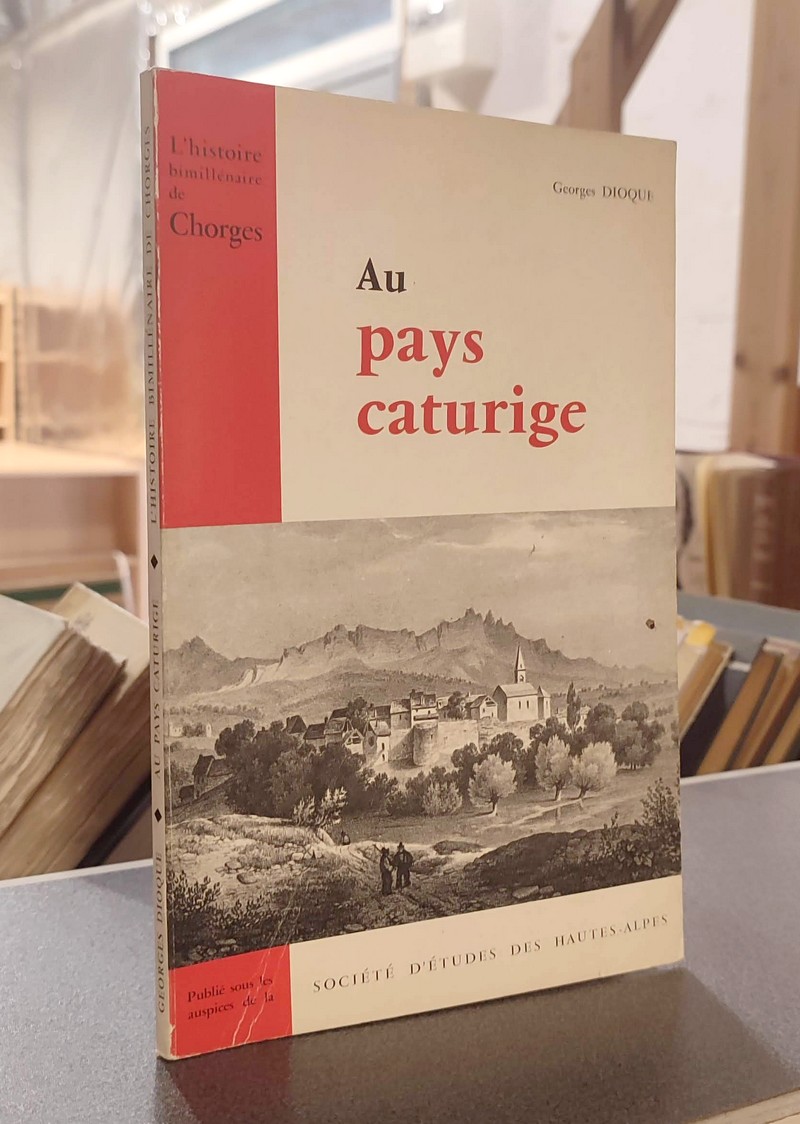 L'histoire
bimillénaire
de
Chorges
Georges DIOQUE
Au
pays
caturige
Publié sous les
auspices de la
SOCIÉTÉ D'ÉTUDES DES HAUTES-ALPES
GEORGES DIOQUE ♦ AU PAYS CATURIGE ♦ L'HISTOIRE BIMILLÉNAIRE DE CHORGES